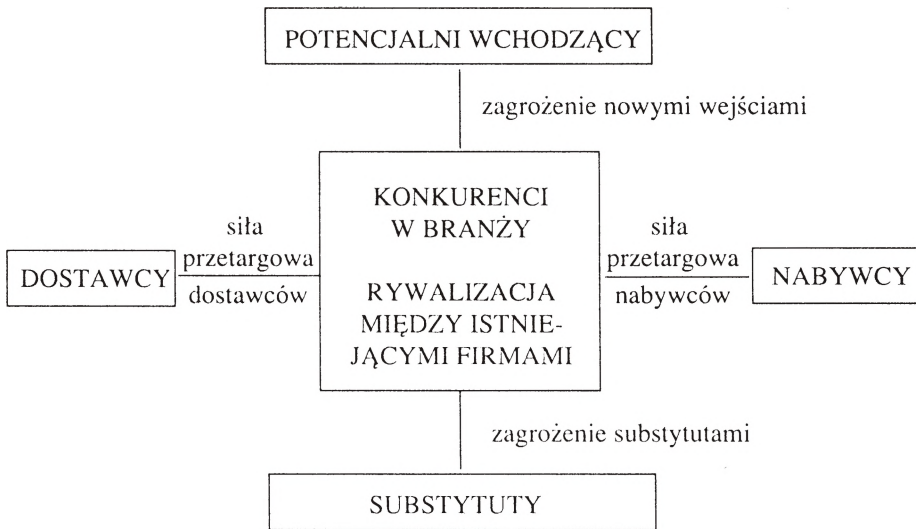 POTENCJALNI WCHODZĄCY
zagrożenie nowymi wejściami
KONKURENCI
W BRANŻY
RYWALIZACJA
MIĘDZY ISTNIE-
JĄCYMI FIRMAMI
siła
przetargowa
dostawców
DOSTAWCY
siła
przetargowa
nabywców
NABYWCY
zagrożenie substytutami
SUBSTYTUTY